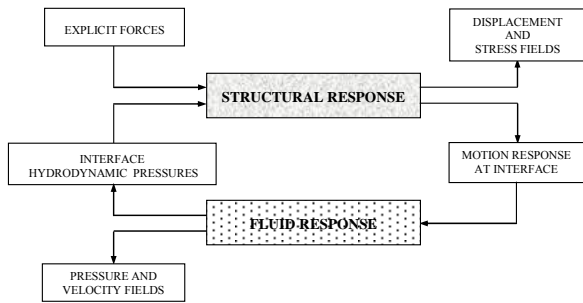 EXPLICIT FORCES
DISPLACEMENT
AND
STRESS FIELDS
STRUCTURAL RESPONSE
INTERFACE
HYDRODYNAMIC PRESSURES
MOTION RESPONSE
AT INTERFACE
FLUID RESPONSE
PRESSURE AND
VELOCITY FIELDS